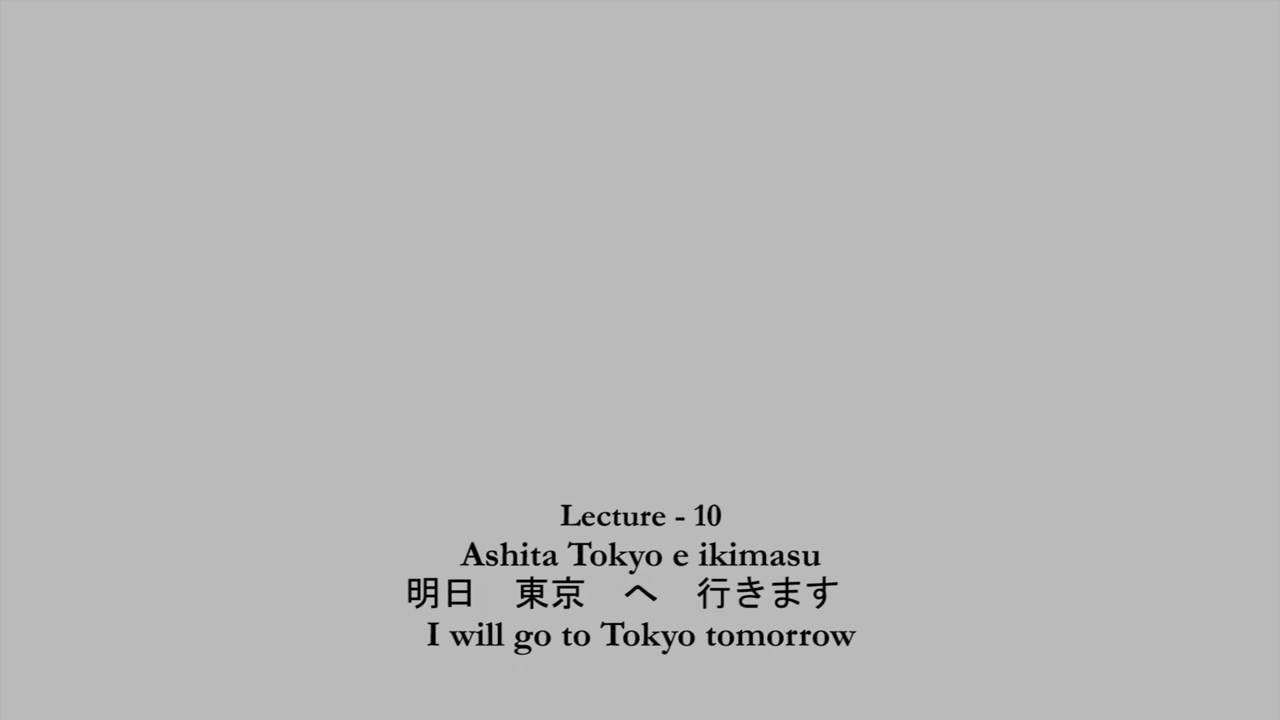 Lecture - 10
Ashita Tokyo e ikimasu
明日　東京　へ　行きます
I will go to Tokyo tomorrow